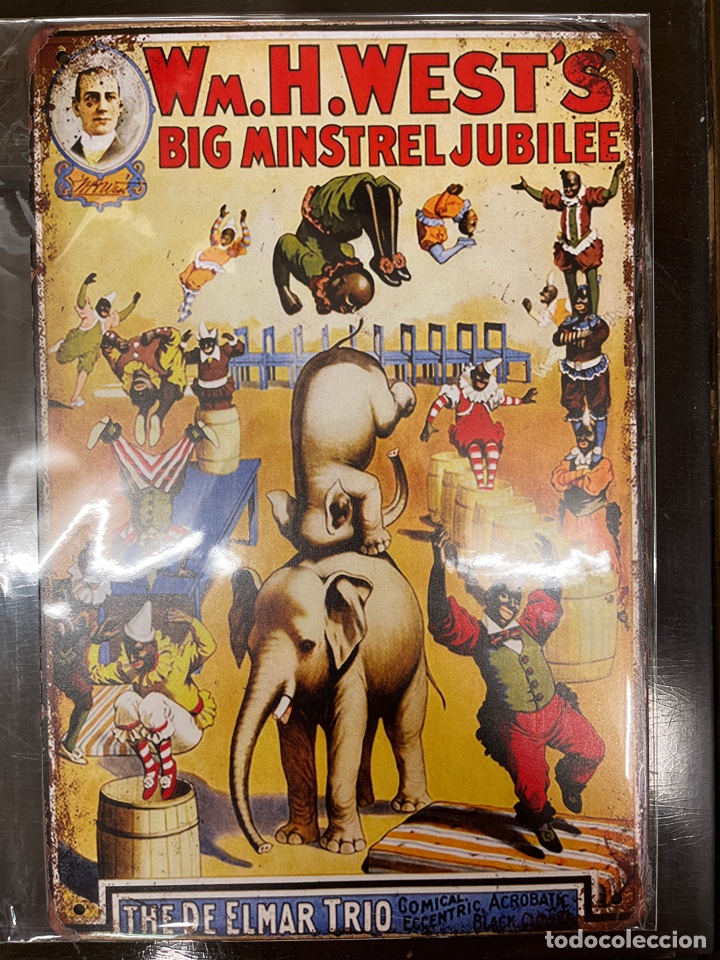 WM.H.WEST'S
BIG MINSTREL JUBILEE
THE DE ELMAR TRIO
COMICAL, ACROBATIC
ECCENTRIC,
BLACK
todocoleccion